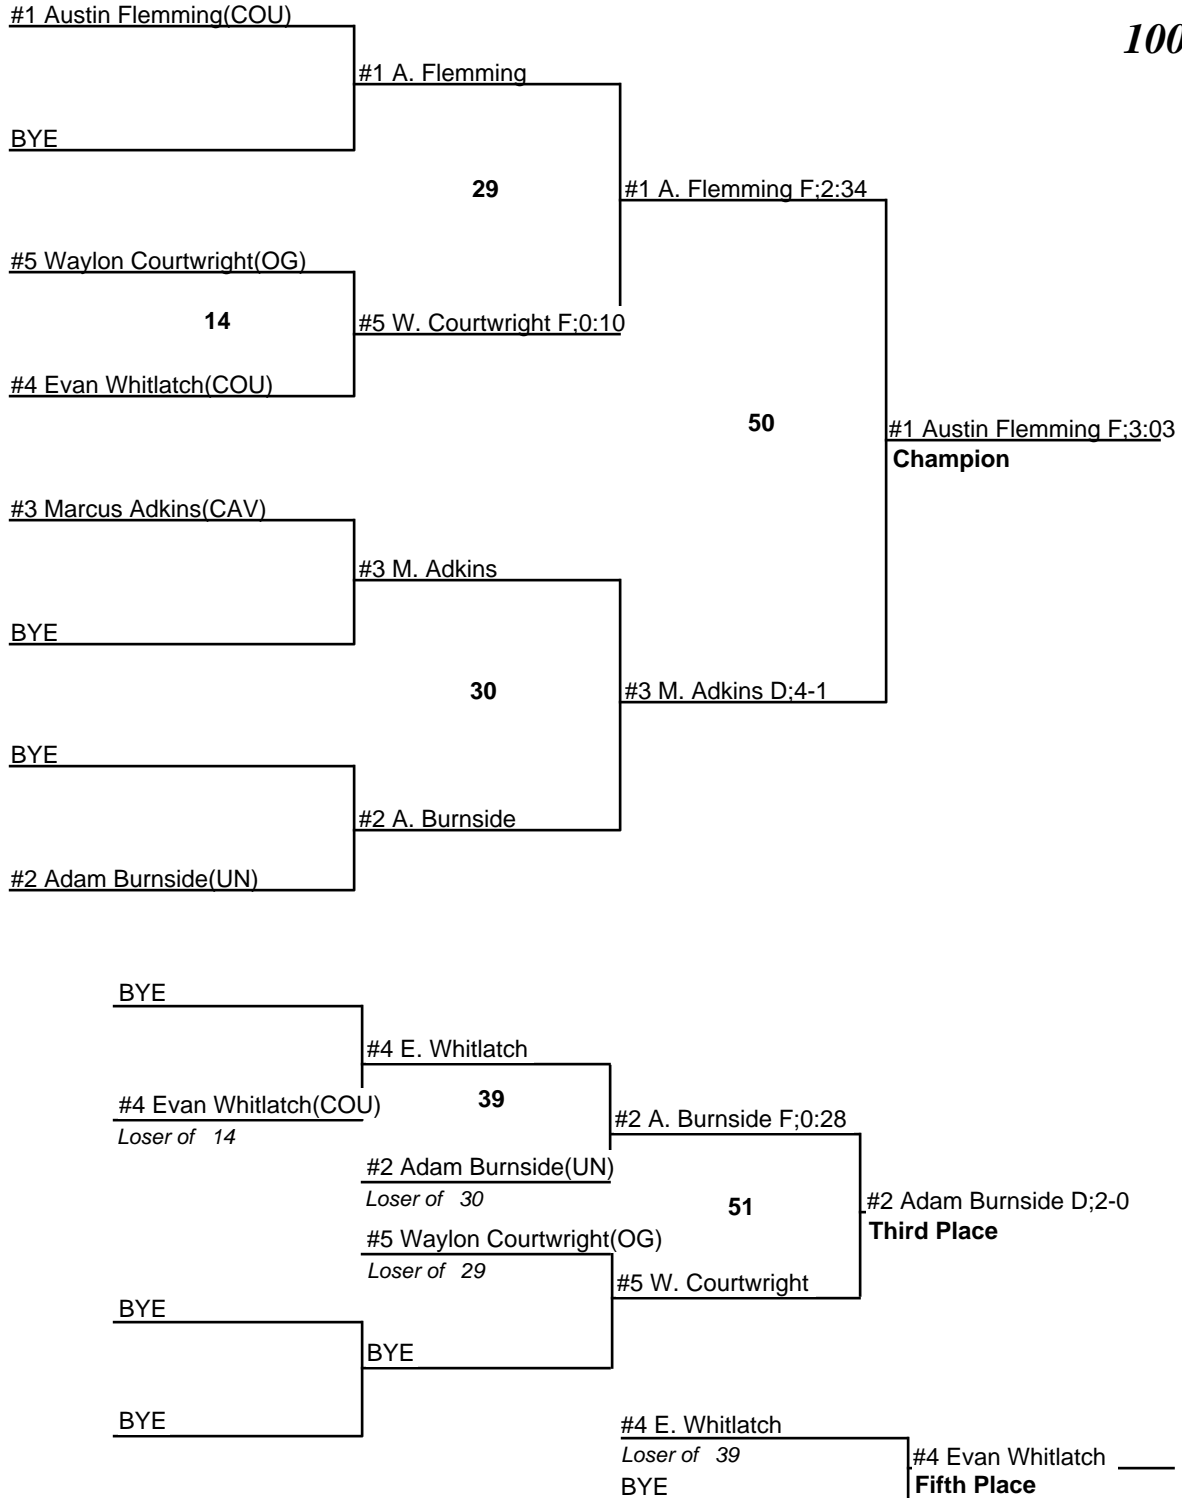 #1 Austin Flemming(COU)
100
#1 A. Flemming
BYE
29
#1 A. Flemming F;2:34
#5 Waylon Courtwright(OG)
14
#5 W. Courtwright F;0:10
#4 Evan Whitlatch(COU)
50
#1 Austin Flemming F;3:03
Champion
#3 Marcus Adkins(CAV)
#3 M. Adkins
BYE
30
#3 M. Adkins D;4-1
BYE
#2 A. Burnside
#2 Adam Burnside(UN)
BYE
#4 E. Whitlatch
39
#4 Evan Whitlatch(COU)
Loser of 14
#2 A. Burnside F;0:28
#2 Adam Burnside(UN)
Loser of 30
51
#2 Adam Burnside D;2-0
Third Place
#5 Waylon Courtwright(OG)
Loser of 29
#5 W. Courtwright
BYE
BYE
BYE
#4 E. Whitlatch
Loser of 39
#4 Evan Whitlatch
Fifth Place
BYE